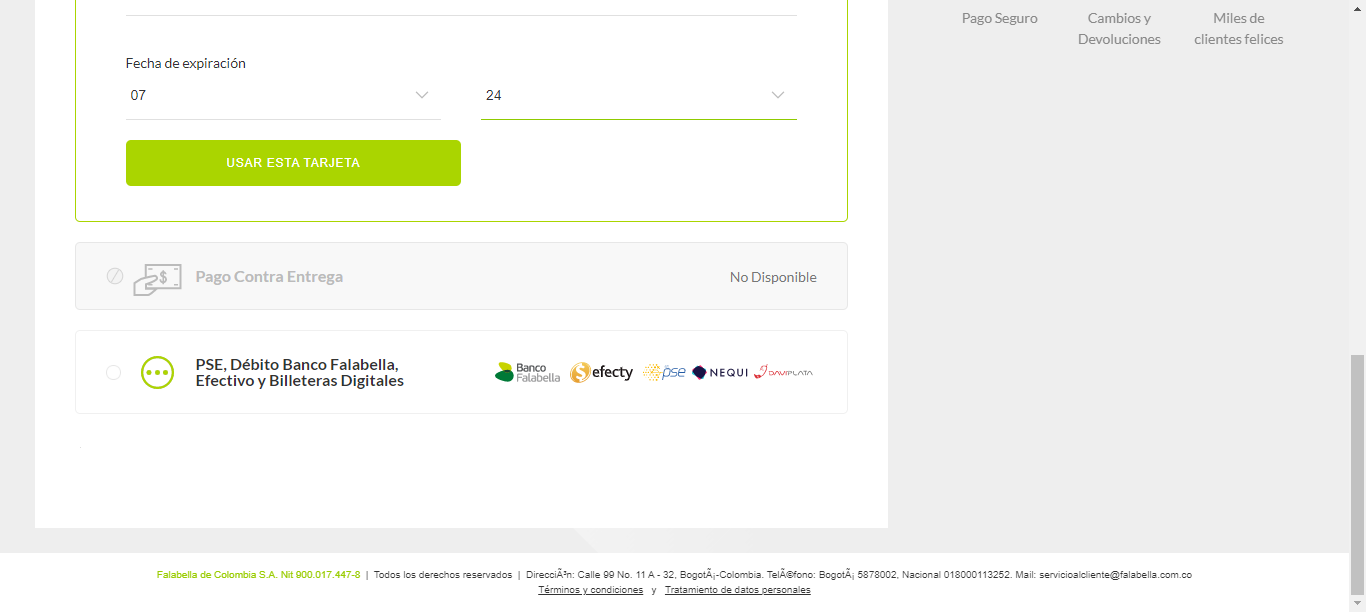 Pago Seguro
Cambios y
Devoluciones
Miles de
clientes felices
Fecha de expiración
07
24
USAR ESTA TARJETA
Pago Contra Entrega
No Disponible
PSE, Débito Banco Falabella,
Efectivo y Billeteras Digitales
Banco
Falabella
$efecty
pse
NEQUI
DAVIPLATA
Falabella de Colombia S.A. Nit 900.017.447-8 | Todos los derechos reservados | DirecciÃ³n: Calle 99 No. 11 A - 32, BogotÃ¡-Colombia. TelÃ©fono: BogotÃ¡ 5878002, Nacional 018000113252. Mail: servicioalcliente@falabella.com.co
Términos y condiciones y Tratamiento de datos personales